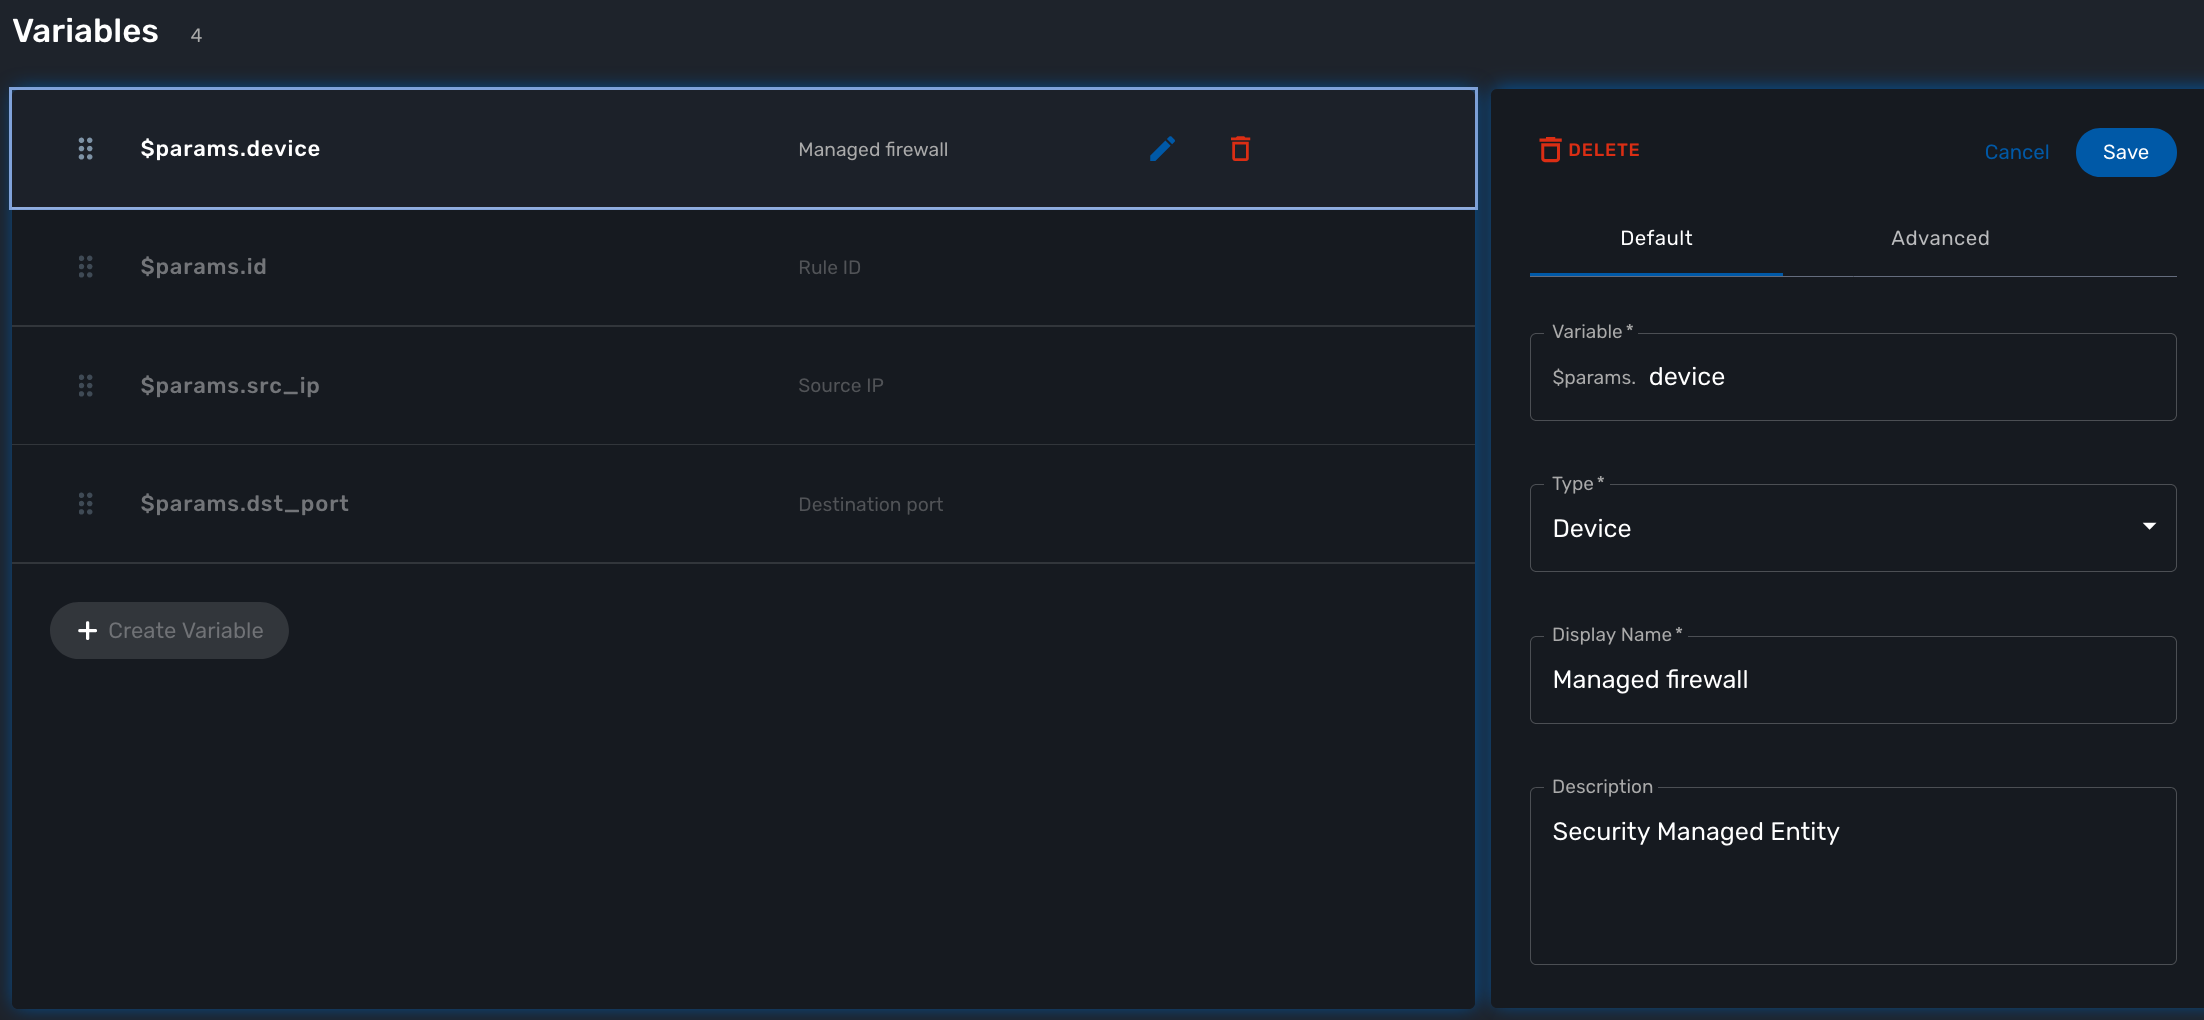 Variables 4
$params.device Managed firewall
$params.id Rule ID
$params.src_ip Source IP
$params.dst_port Destination port
Create Variable
DELETE Cancel Save
Default Advanced
Variable*
$params. device
Type*
Device
Display Name*
Managed firewall
Description
Security Managed Entity